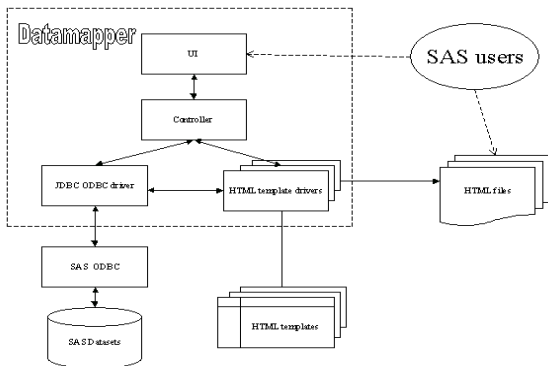 Datamapper
UI
SAS users
Controller
JDBC ODBC driver
HTML template drivers
HTML files
SAS ODBC
HTML templates
SAS Datasets